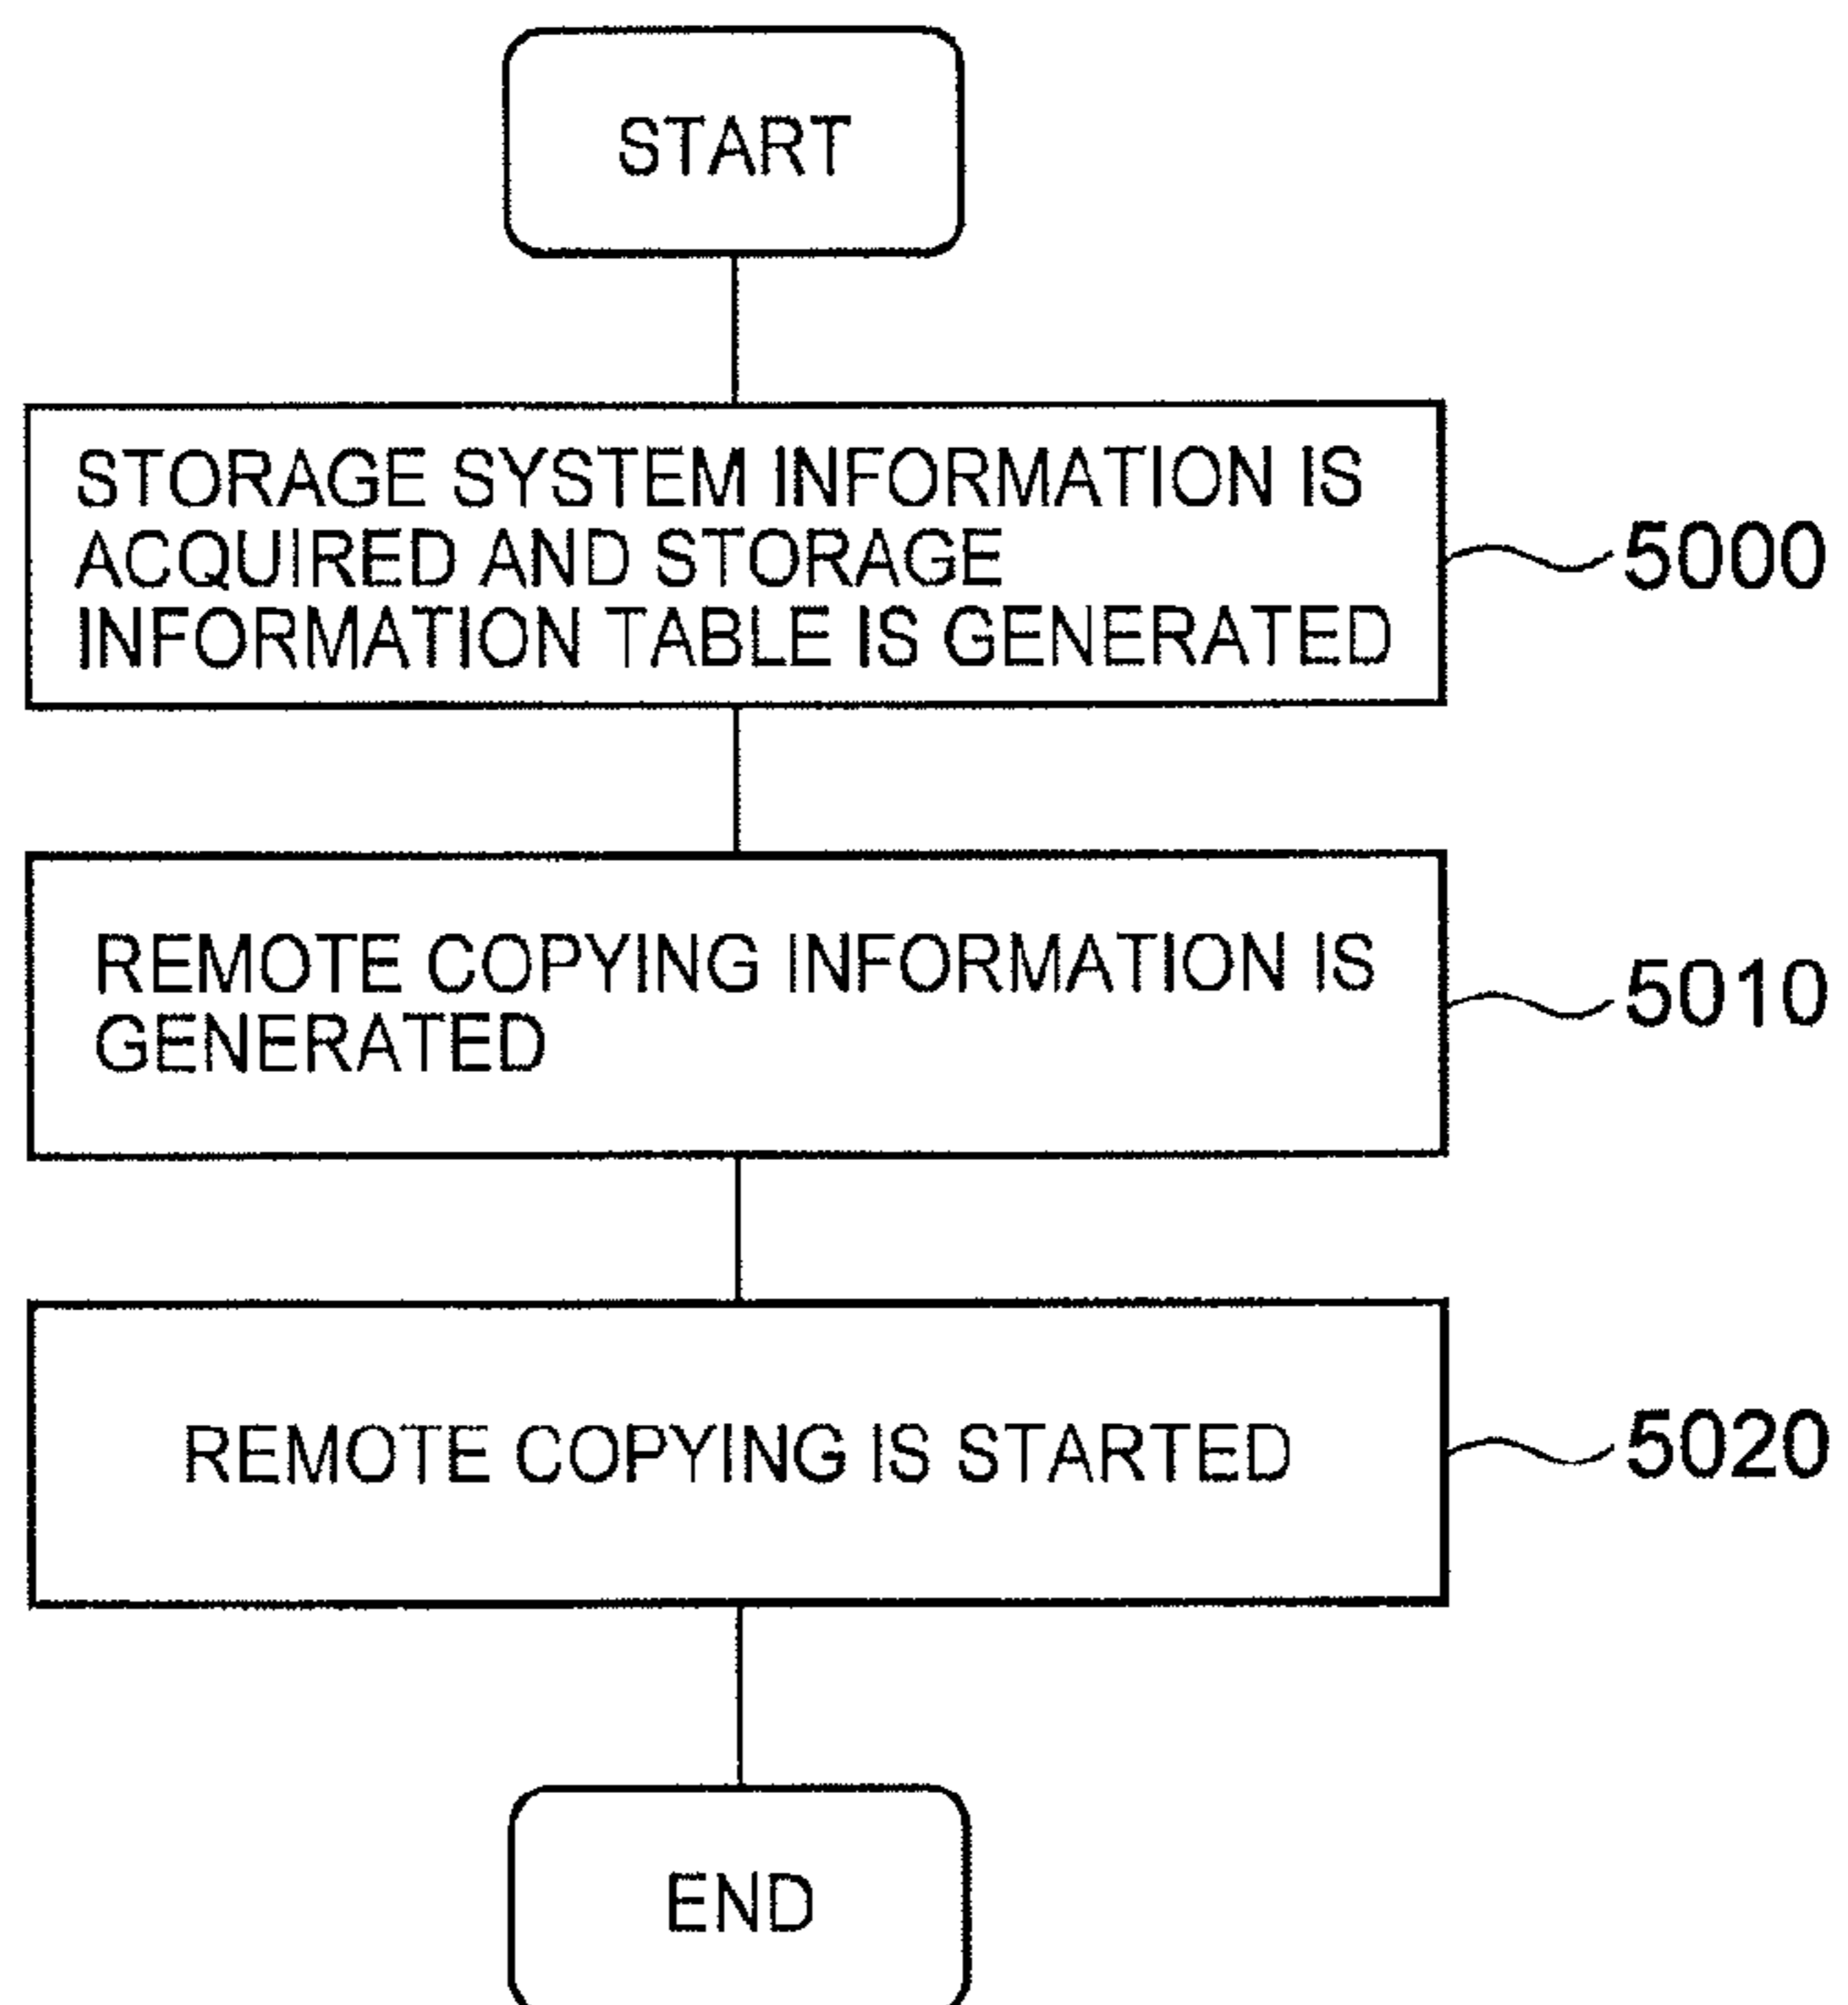 START
STORAGE SYSTEM INFORMATION IS
ACQUIRED AND STORAGE
INFORMATION TABLE IS GENERATED
5000
REMOTE COPYING INFORMATION IS
GENERATED
5010
REMOTE COPYING IS STARTED
5020
END